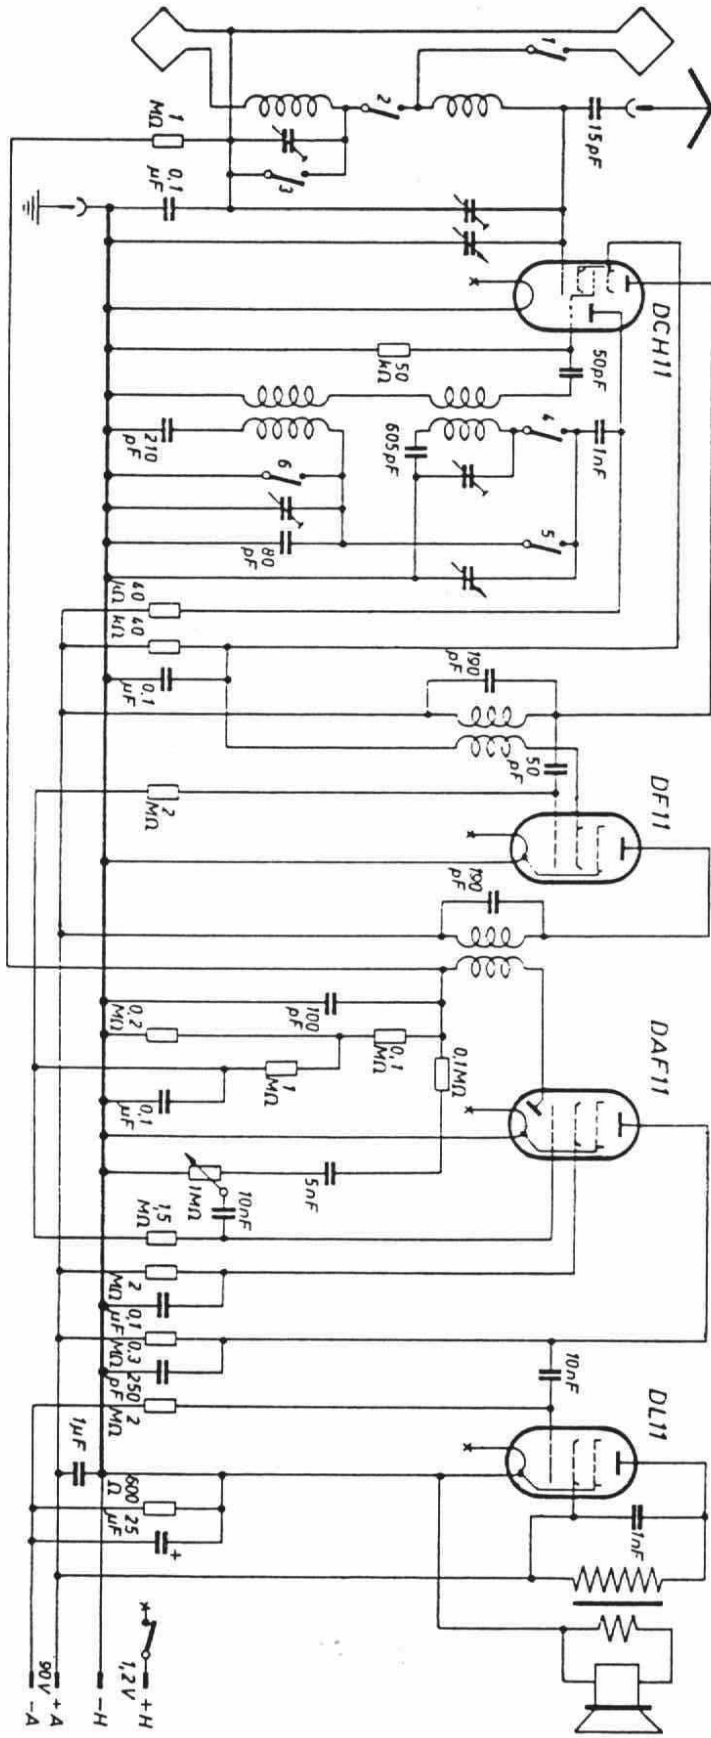 1
2
15pF
1
MΩ
3
0,1
µF
DCH11
50
kΩ
50pF
4
1nF
605pF
210
pF
6
5
80
pF
40
kΩ
40
kΩ
0,1
µF
190
pF
50
pF
DF11
2
MΩ
190
pF
DAF11
100
pF
0,2
MΩ
0,1
MΩ
0,1MΩ
1
MΩ
0,1
µF
5nF
1MΩ
10nF
1,5
MΩ
2
MΩ
0,1
µF
0,3
MΩ
250
pF
2
MΩ
10nF
DL11
1µF
600
Ω
25
µF
+
1nF
+H
1,2V
-H
+A
90V
-A